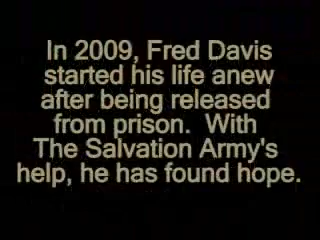 In 2009, Fred Davis
started his life anew
after being released
from prison. With
The Salvation Army's
help, he has found hope.